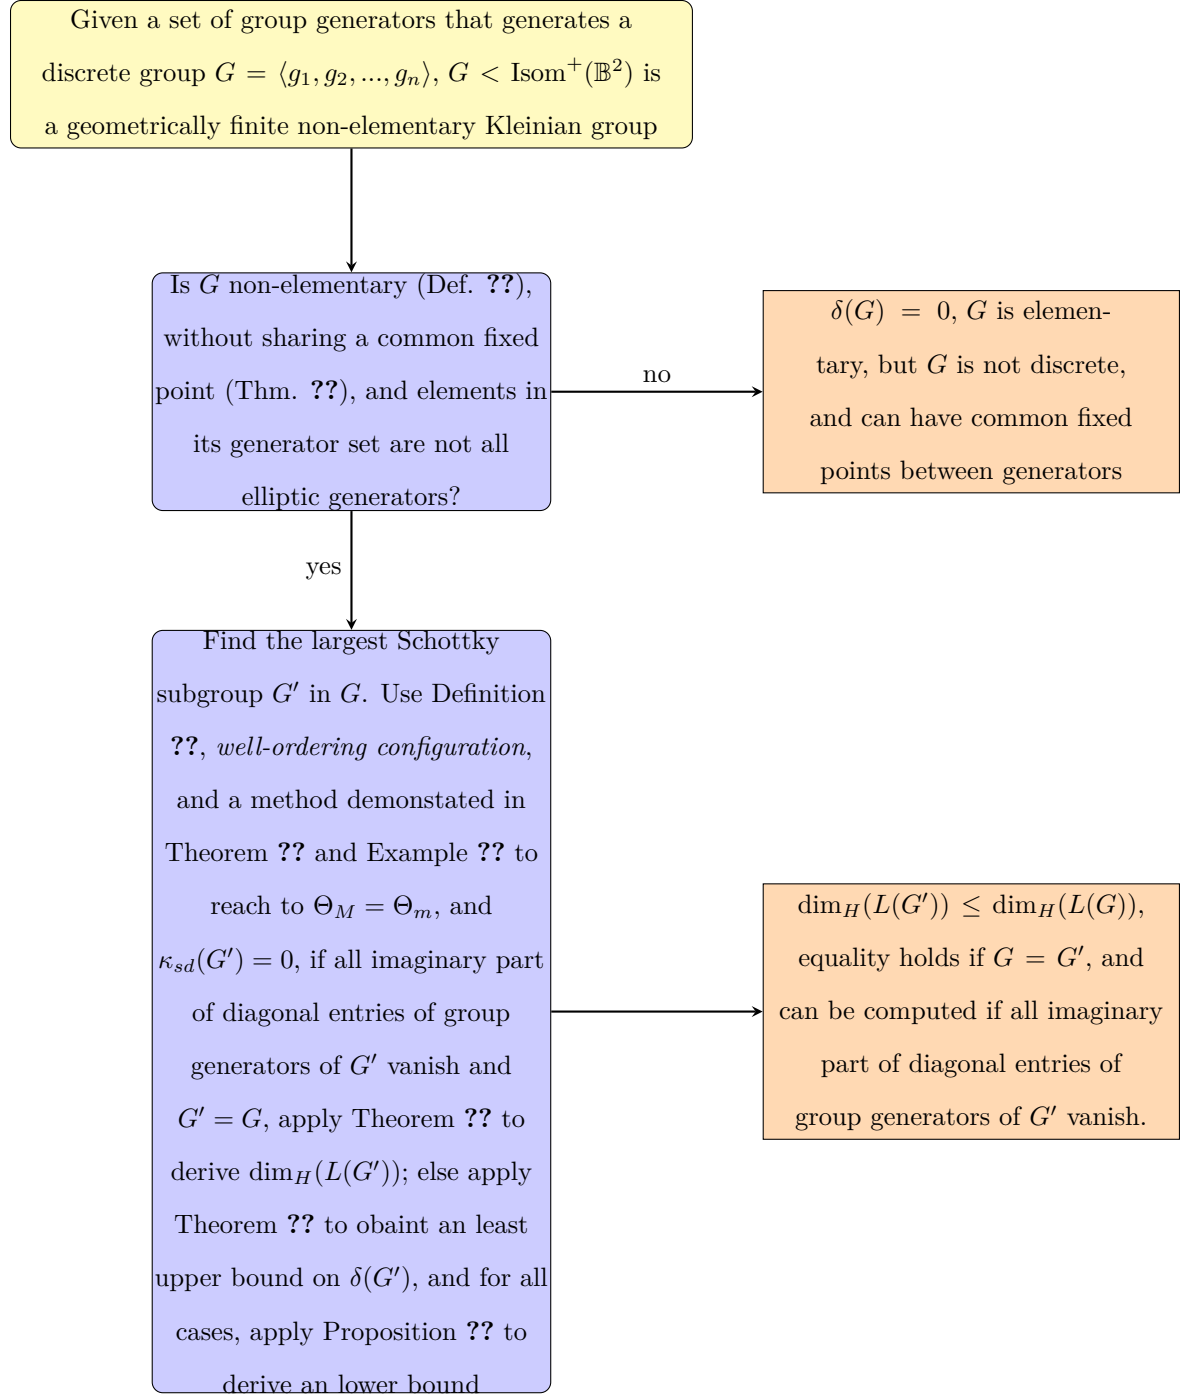 Given a set of group generators that generates a
discrete group G = ⟨g₁, g₂, ..., gₙ⟩, G < Isom⁺(𝔹²) is
a geometrically finite non-elementary Kleinian group
Is G non-elementary (Def. ??),
without sharing a common fixed
point (Thm. ??), and elements in
its generator set are not all
elliptic generators?
no
δ(G) = 0, G is elemen-
tary, but G is not discrete,
and can have common fixed
points between generators
yes
Find the largest Schottky
subgroup G′ in G. Use Definition
??, well-ordering configuration,
and a method demonstated in
Theorem ?? and Example ?? to
reach to Θ_M = Θ_m, and
κ_{sd}(G′) = 0, if all imaginary part
of diagonal entries of group
generators of G′ vanish and
G′ = G, apply Theorem ?? to
derive dim_H(L(G′)); else apply
Theorem ?? to obaint an least
upper bound on δ(G′), and for all
cases, apply Proposition ?? to
derive an lower bound
dim_H(L(G′)) ≤ dim_H(L(G)),
equality holds if G = G′, and
can be computed if all imaginary
part of diagonal entries of
group generators of G′ vanish.